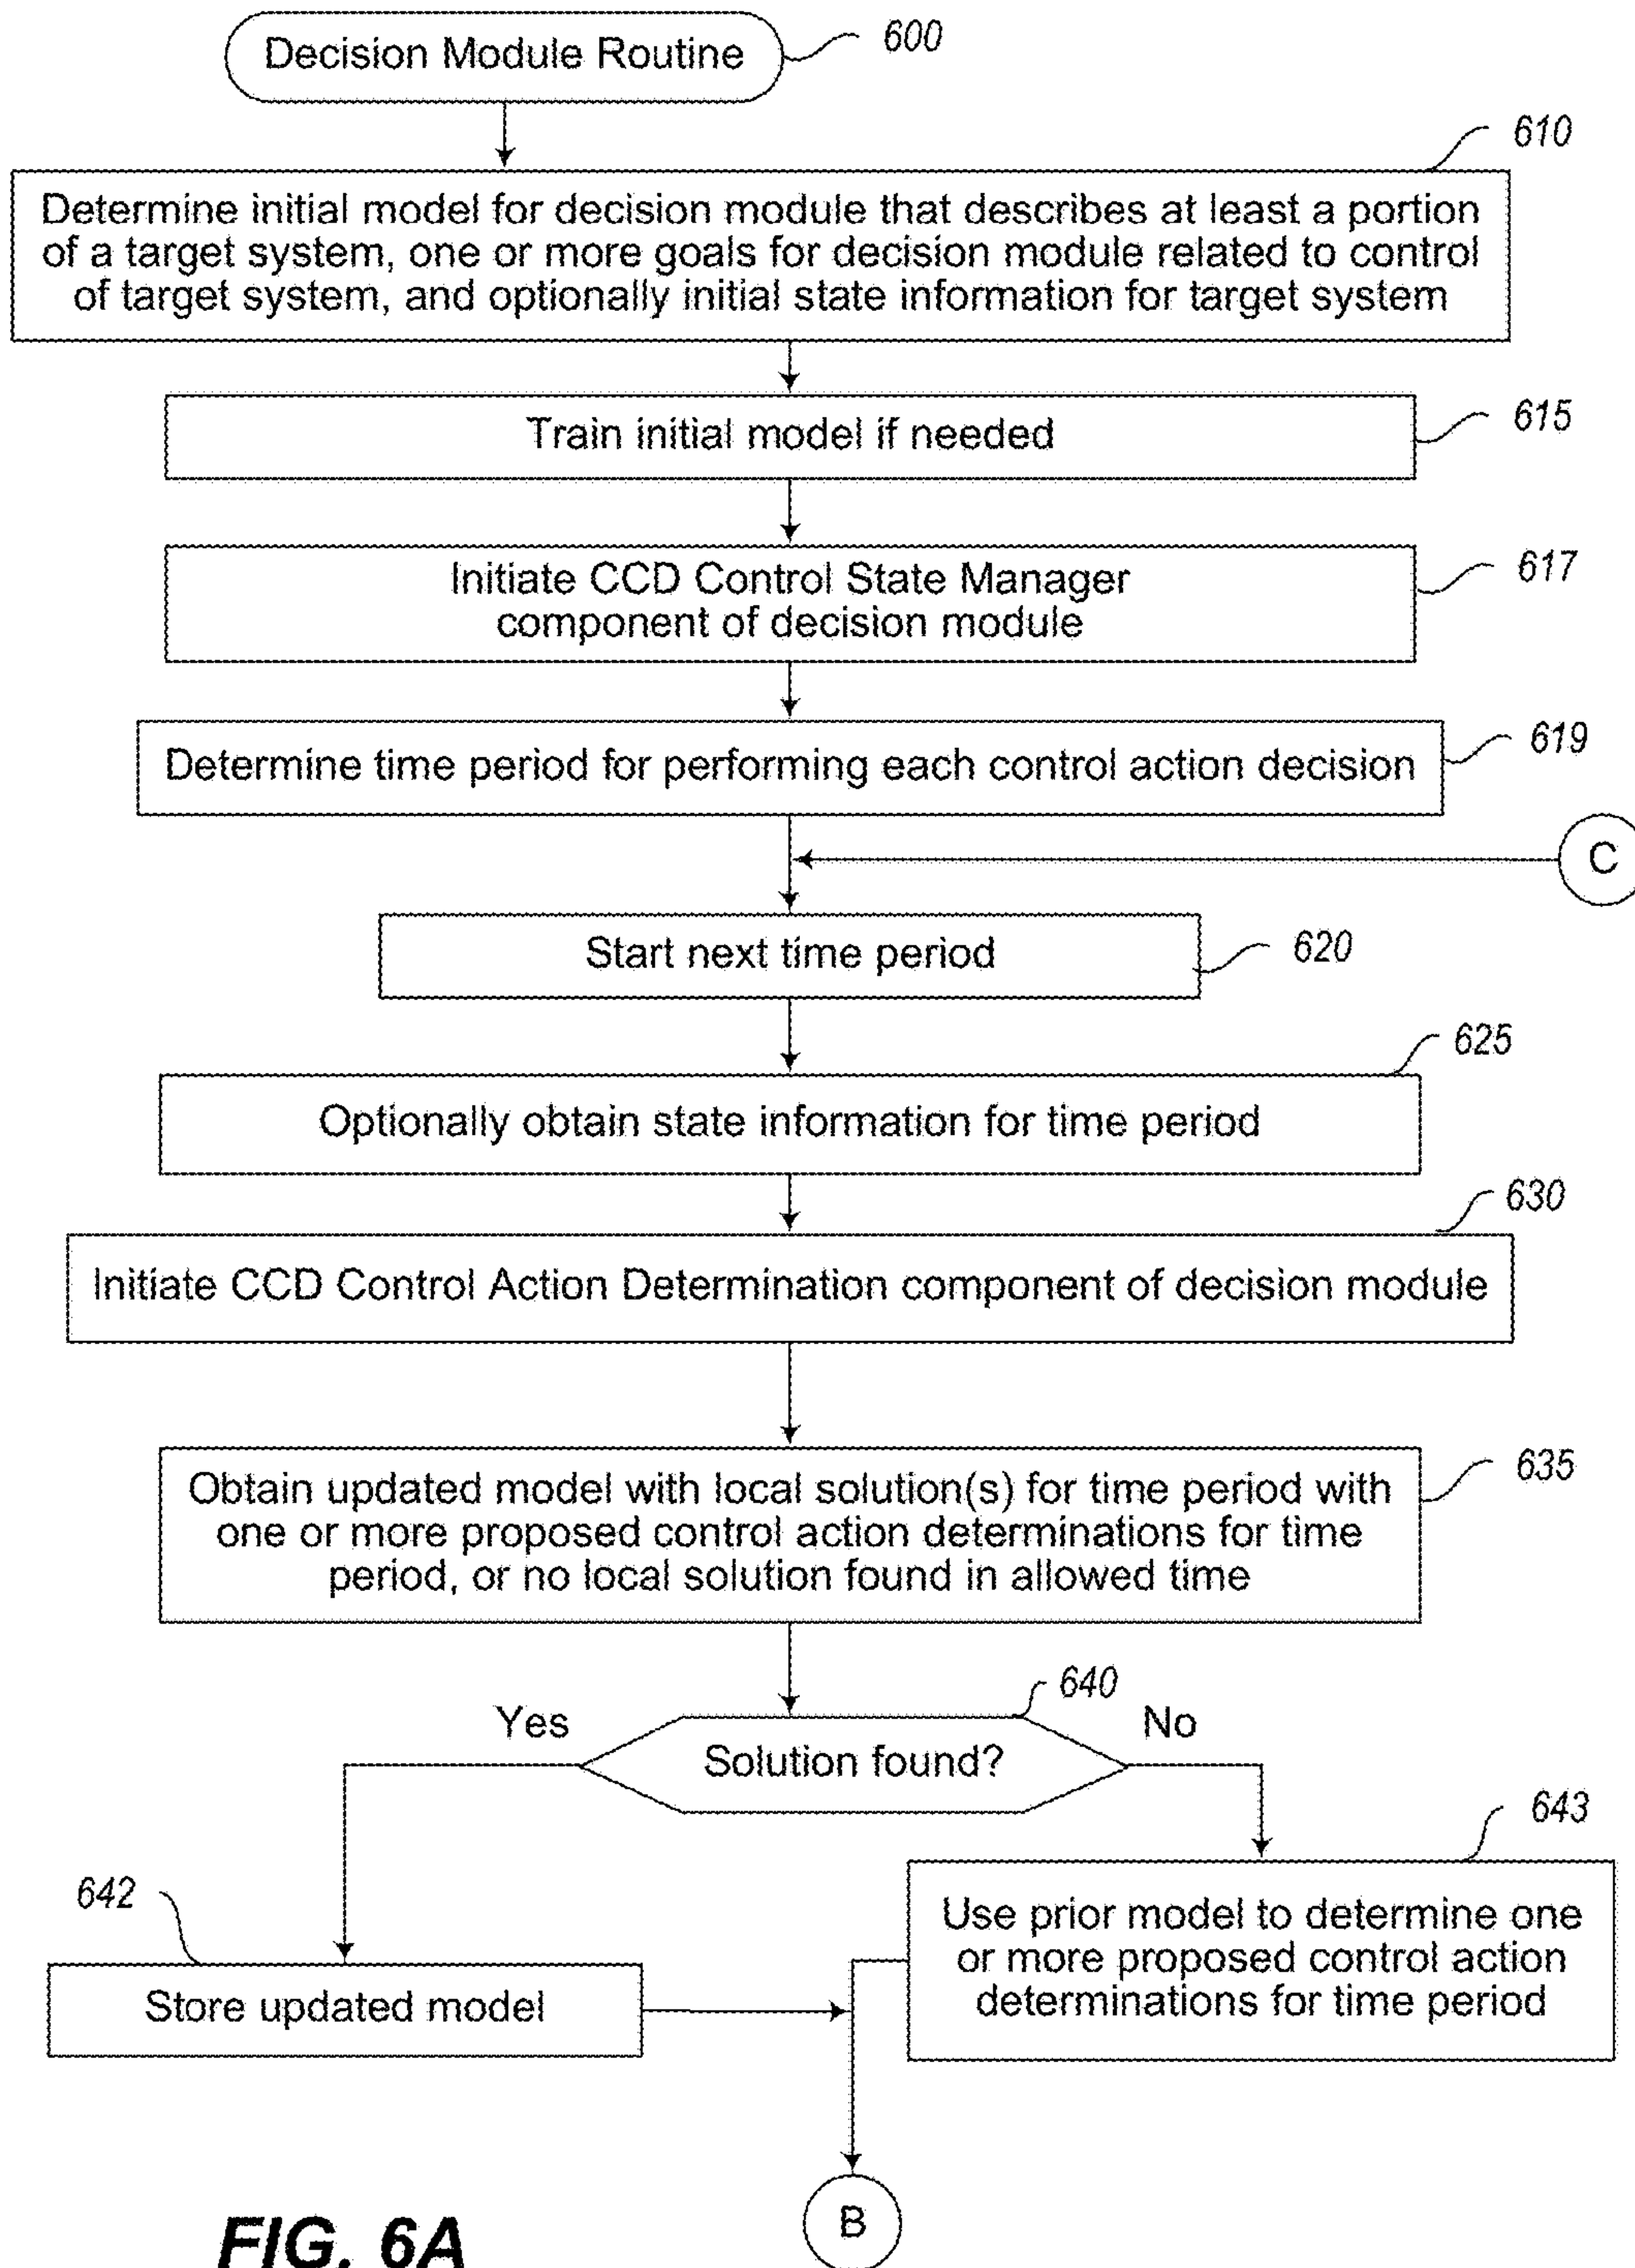 Decision Module Routine
600
610
Determine initial model for decision module that describes at least a portion
of a target system, one or more goals for decision module related to control
of target system, and optionally initial state information for target system
Train initial model if needed
615
Initiate CCD Control State Manager
component of decision module
617
Determine time period for performing each control action decision
619
C
Start next time period
620
625
Optionally obtain state information for time period
630
Initiate CCD Control Action Determination component of decision module
Obtain updated model with local solution(s) for time period with
one or more proposed control action determinations for time
period, or no local solution found in allowed time
635
640
Yes
No
Solution found?
643
642
Use prior model to determine one
or more proposed control action
determinations for time period
Store updated model
B
FIG. 6A